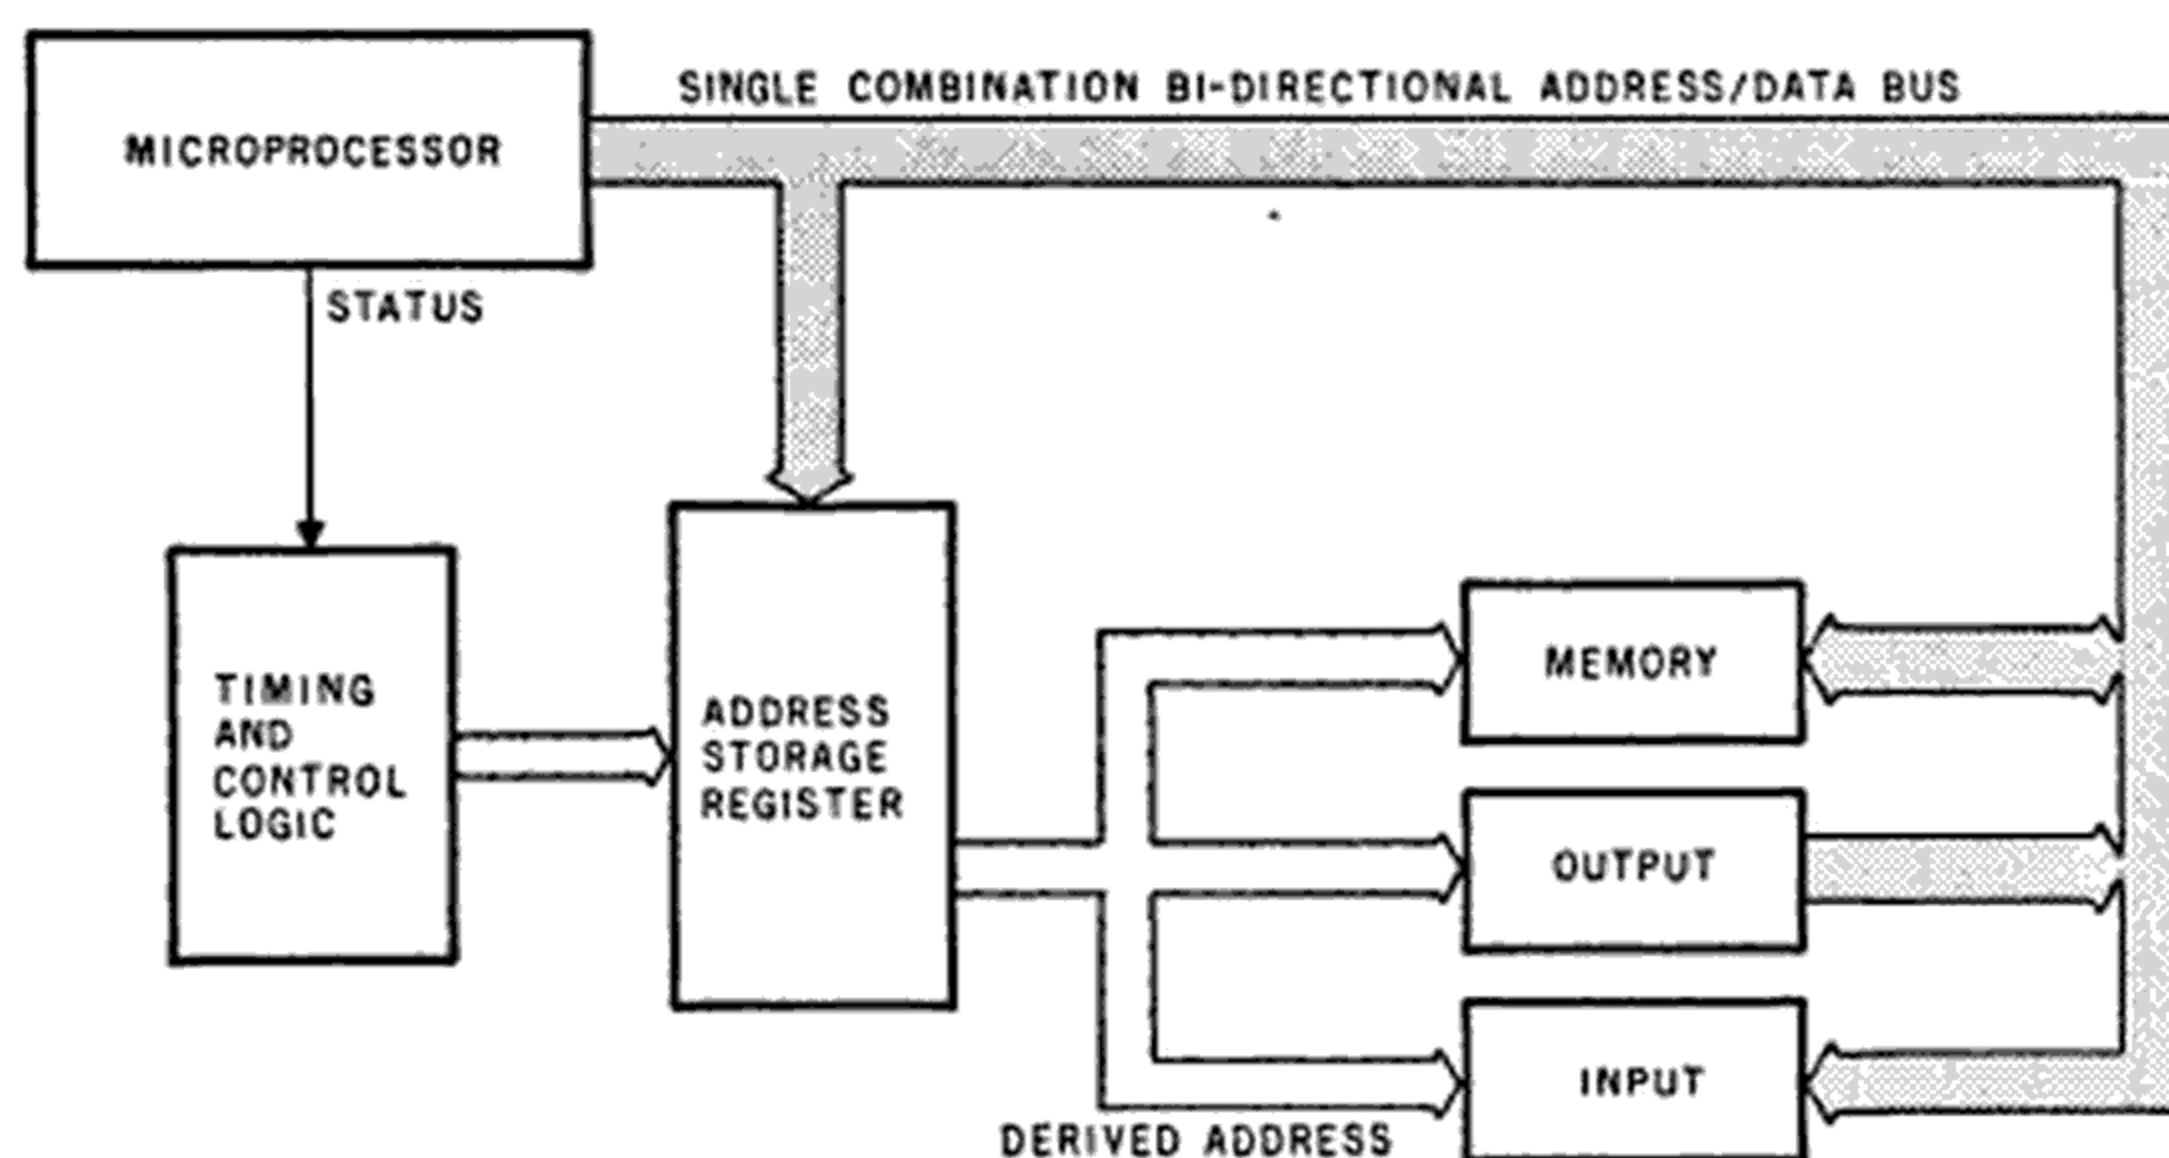 SINGLE COMBINATION BI-DIRECTIONAL ADDRESS/DATA BUS
MICROPROCESSOR
STATUS
TIMING
AND
CONTROL
LOGIC
ADDRESS
STORAGE
REGISTER
MEMORY
OUTPUT
INPUT
DERIVED ADDRESS